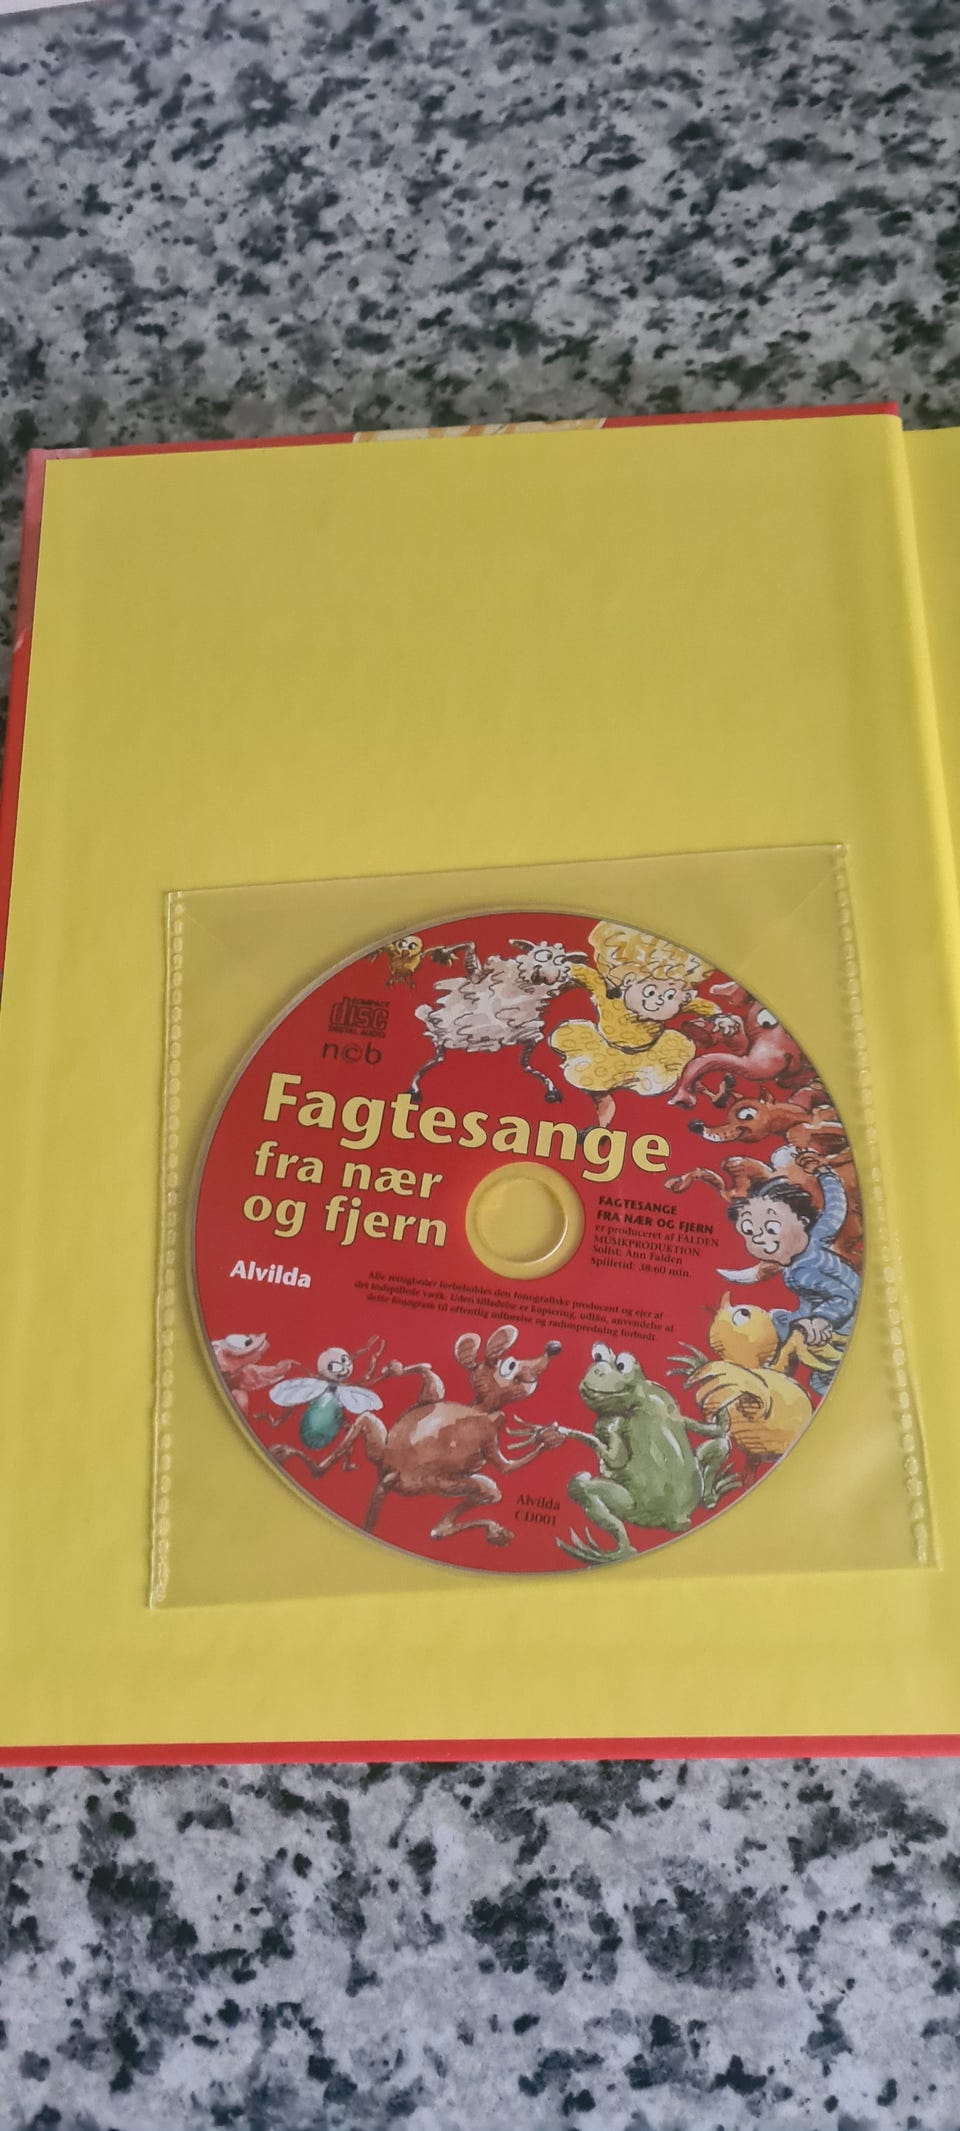 COMPACT
disc
DIGITAL AUDIO
n©b
Fagtesange
fra nær
og fjern
Alvilda
FAGTESANGE
FRA NÆR OG FJERN
er produceret af FALDEN
MUSIKPRODUKTION.
Solist: Ann Falden
Spilletid: 38:60 min.
Alle rettigheder forbeholdes den fonografiske producent og ejer af
det indspillede værk. Uden tilladelse er kopiering, udlån, anvendelse af
dette fonogram til offentlig udførelse og radiospredning forbudt.
Alvilda
CD001